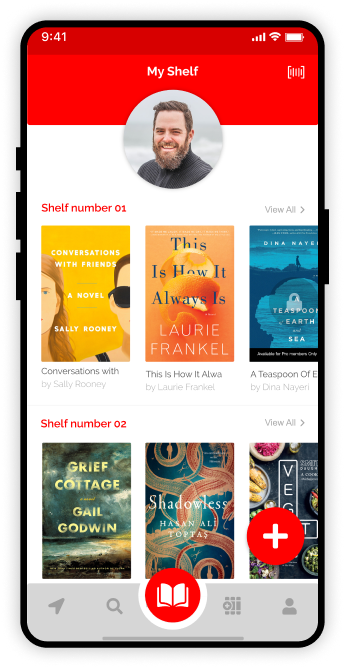 9:41
My Shelf
Shelf number 01
View All
CONVERSATIONS
WITH FRIENDS
A NOVEL
SALLY ROONEY
This
Is How It
Always Is
LAURIE
FRANKEL
DINA NAYERI
TEASPOON
of EARTH
and
SEA
Available for Pro members Only
Conversations with
by Sally Rooney
This Is How It Alwa
by Laurie Frankel
A Teaspoon Of E
by Dina Nayeri
Shelf number 02
View All
GRIEF
COTTAGE
GAIL
GODWIN
Shadowless
HASAN ALİ
TOPTAŞ
V
E
G